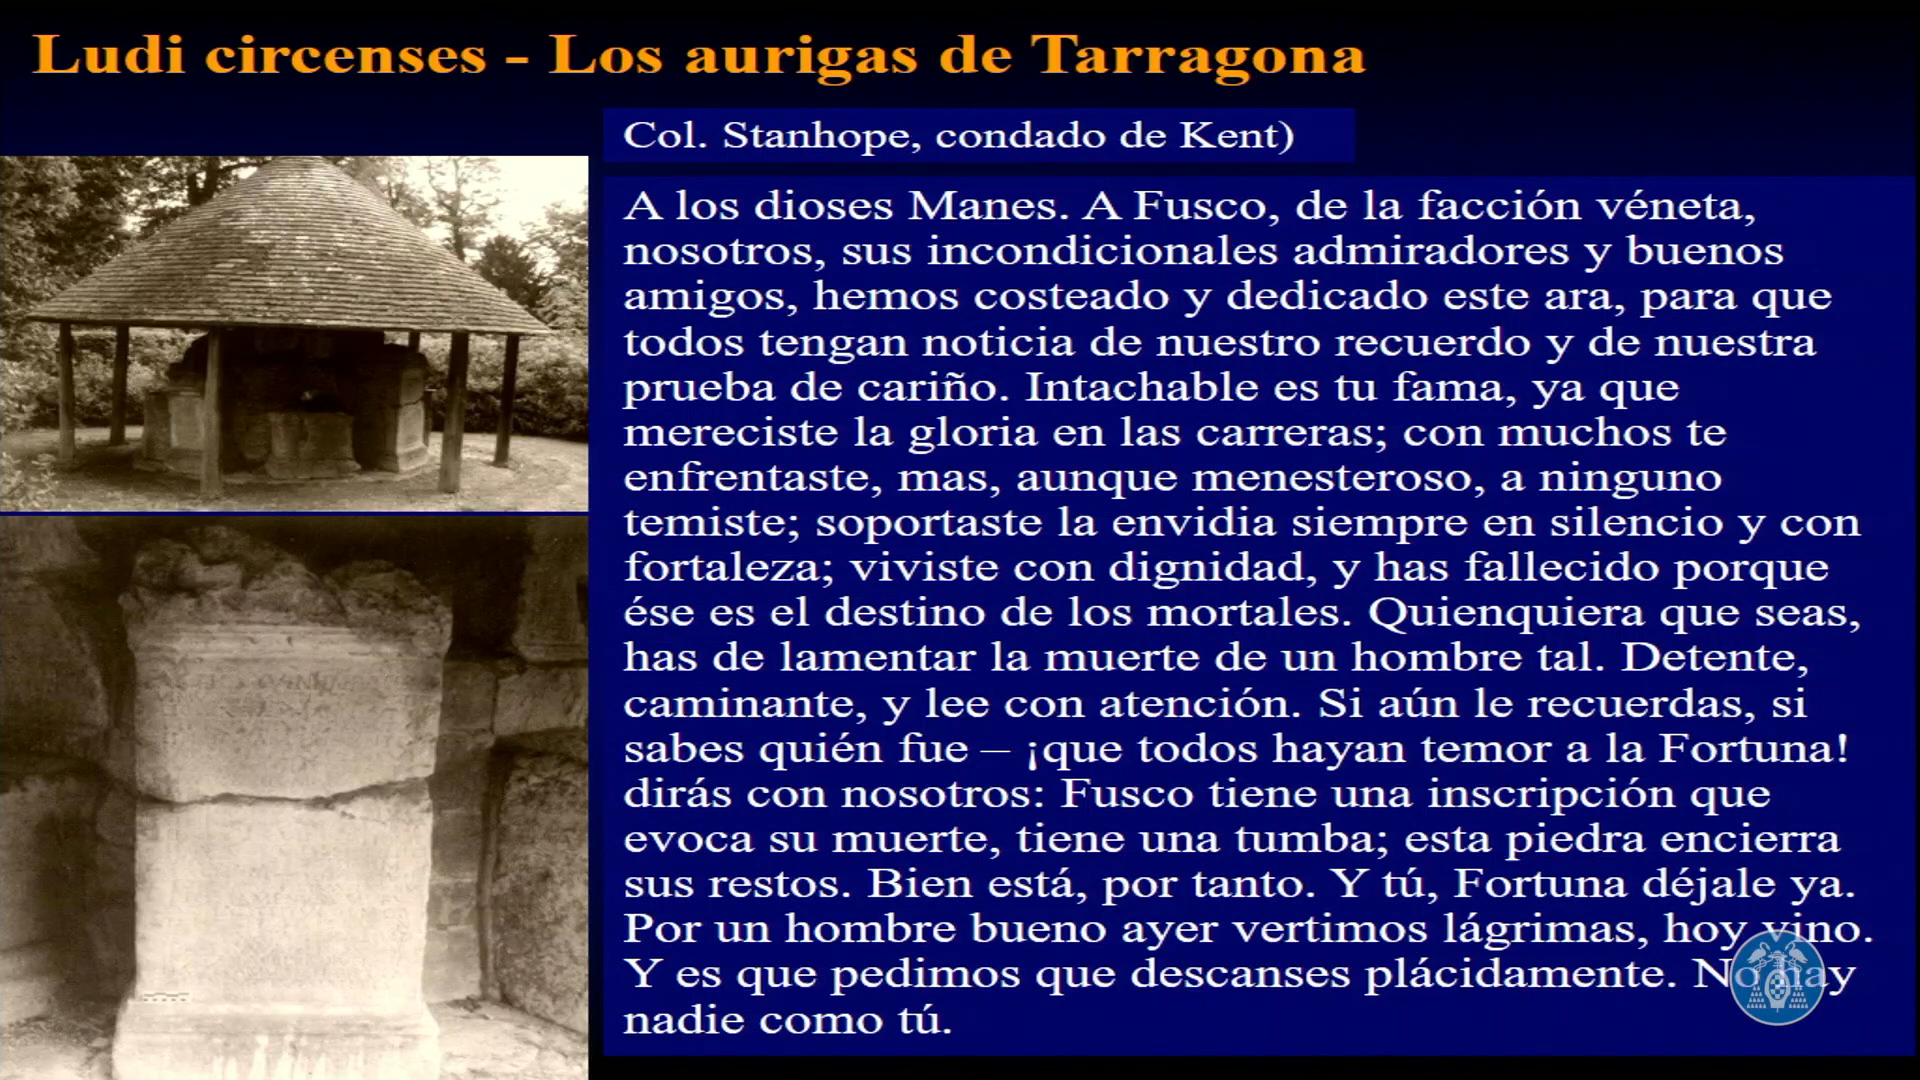 Ludi circenses - Los aurigas de Tarragona
Col. Stanhope, condado de Kent)
A los dioses Manes. A Fusco, de la facción véneta,
nosotros, sus incondicionales admiradores y buenos
amigos, hemos costeado y dedicado este ara, para que
todos tengan noticia de nuestro recuerdo y de nuestra
prueba de cariño. Intachable es tu fama, ya que
mereciste la gloria en las carreras; con muchos te
enfrentaste, mas, aunque menesteroso, a ninguno
temiste; soportaste la envidia siempre en silencio y con
fortaleza; viviste con dignidad, y has fallecido porque
ése es el destino de los mortales. Quienquiera que seas,
has de lamentar la muerte de un hombre tal. Detente,
caminante, y lee con atención. Si aún le recuerdas, si
sabes quién fue – ¡que todos hayan temor a la Fortuna!
dirás con nosotros: Fusco tiene una inscripción que
evoca su muerte, tiene una tumba; esta piedra encierra
sus restos. Bien está, por tanto. Y tú, Fortuna déjale ya.
Por un hombre bueno ayer vertimos lágrimas, hoy vino.
Y es que pedimos que descanses plácidamente. No hay
nadie como tú.